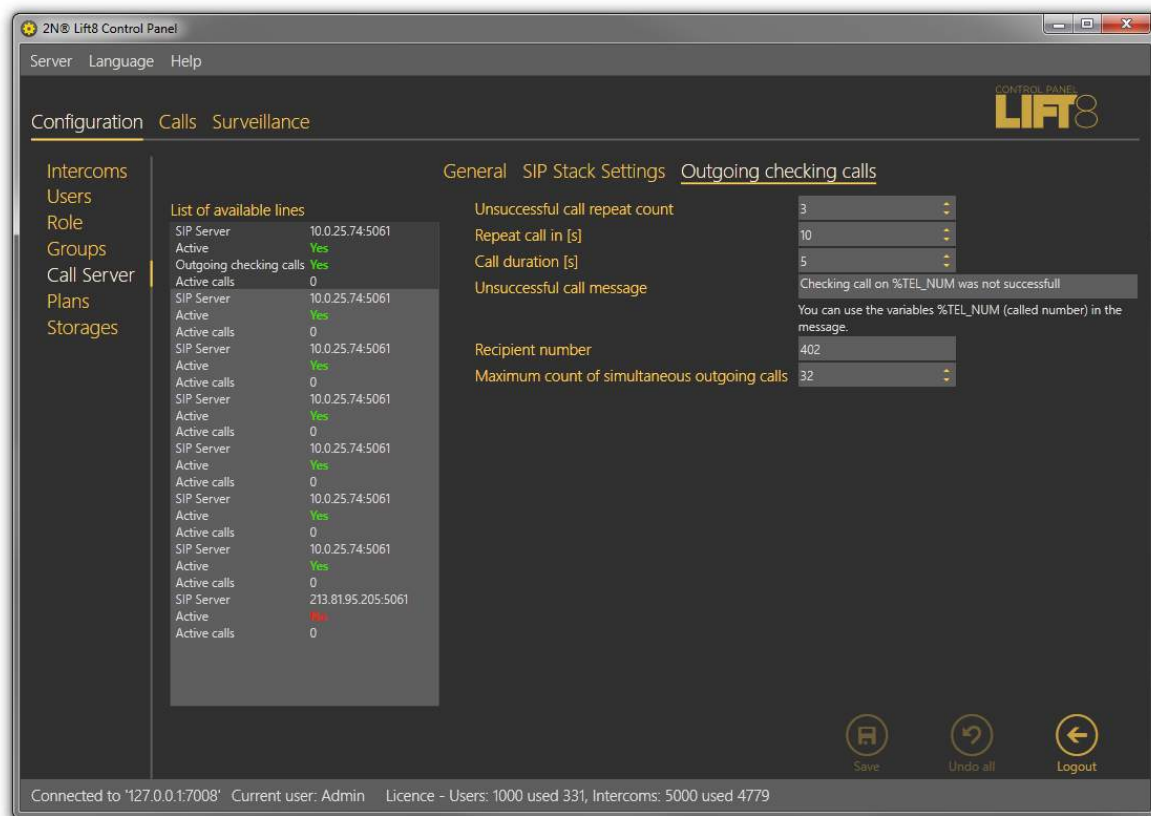 2N® Lift8 Control Panel
Server Language Help
CONTROL PANEL
LIFT8
Configuration Calls Surveillance
Intercoms
Users
Role
Groups
Call Server
Plans
Storages
General SIP Stack Settings Outgoing checking calls
List of available lines
SIP Server 10.0.25.74:5061
Active Yes
Outgoing checking calls Yes
Active calls 0
SIP Server 10.0.25.74:5061
Active Yes
Active calls 0
SIP Server 10.0.25.74:5061
Active Yes
Active calls 0
SIP Server 10.0.25.74:5061
Active Yes
Active calls 0
SIP Server 10.0.25.74:5061
Active Yes
Active calls 0
SIP Server 10.0.25.74:5061
Active Yes
Active calls 0
SIP Server 10.0.25.74:5061
Active Yes
Active calls 0
SIP Server 213.81.95.205:5061
Active
Active calls 0
Unsuccessful call repeat count 3
Repeat call in [s] 10
Call duration [s] 5
Unsuccessful call message Checking call on %TEL_NUM was not successfull
You can use the variables %TEL_NUM (called number) in the
message.
Recipient number 402
Maximum count of simultaneous outgoing calls 32
Save Undo all Logout
Connected to '127.0.0.1:7008' Current user: Admin Licence - Users: 1000 used 331, Intercoms: 5000 used 4779